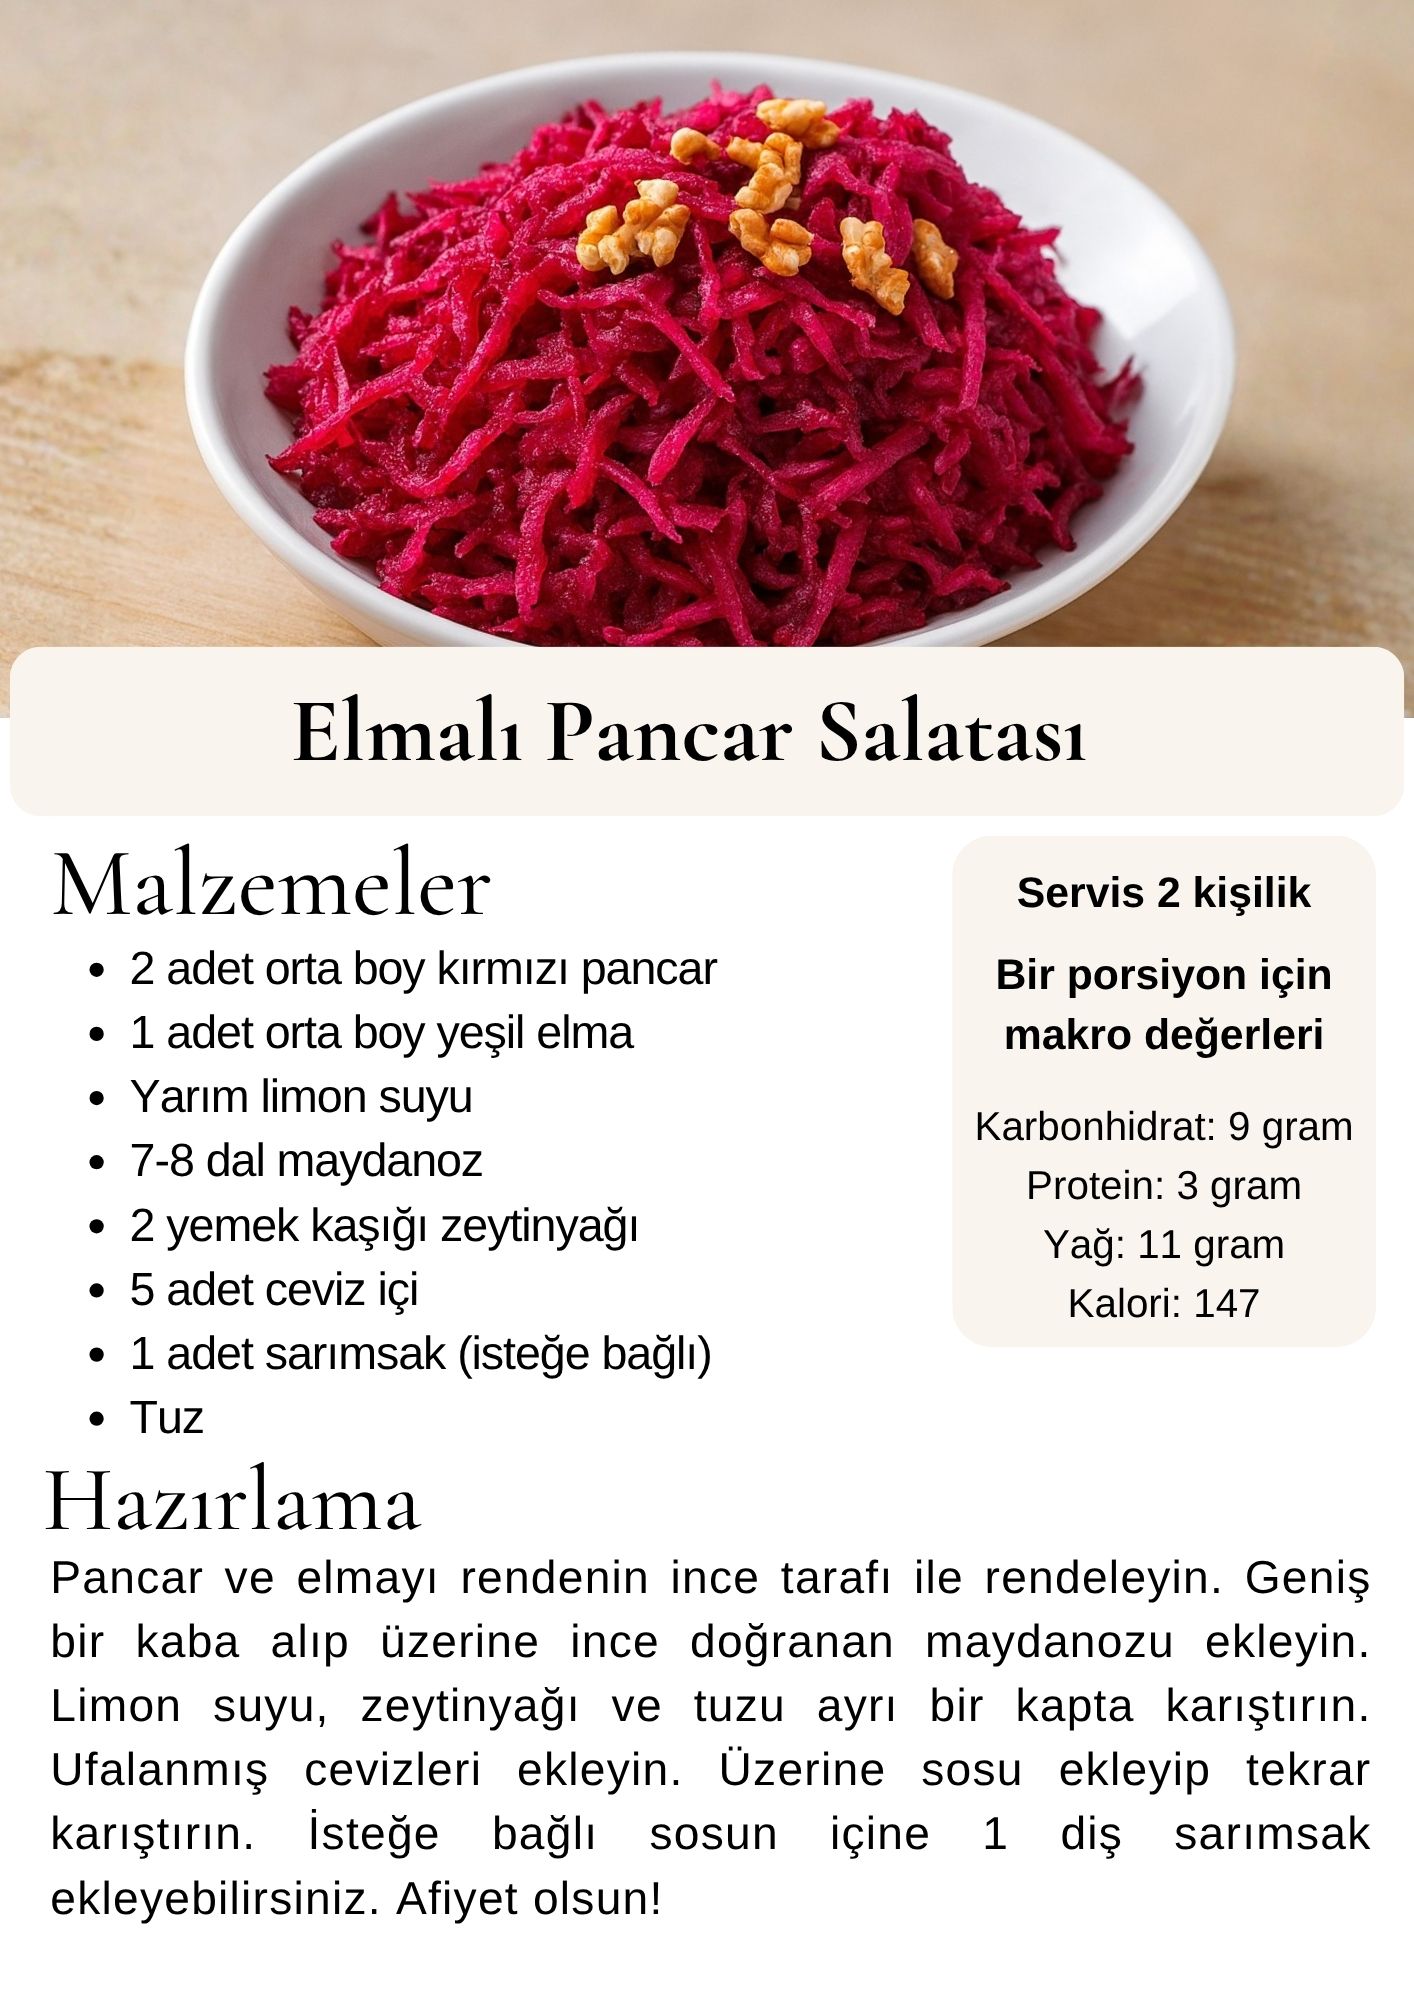 Elmalı Pancar Salatası
Malzemeler
• 2 adet orta boy kırmızı pancar
• 1 adet orta boy yeşil elma
• Yarım limon suyu
• 7-8 dal maydanoz
• 2 yemek kaşığı zeytinyağı
• 5 adet ceviz içi
• 1 adet sarımsak (isteğe bağlı)
• Tuz
Servis 2 kişilik
Bir porsiyon için
makro değerleri
Karbonhidrat: 9 gram
Protein: 3 gram
Yağ: 11 gram
Kalori: 147
Hazırlama
Pancar ve elmayı rendenin ince tarafı ile rendeleyin. Geniş
bir kaba alıp üzerine ince doğranan maydanozu ekleyin.
Limon suyu, zeytinyağı ve tuzu ayrı bir kapta karıştırın.
Ufalanmış cevizleri ekleyin. Üzerine sosu ekleyip tekrar
karıştırın. İsteğe bağlı sosun içine 1 diş sarımsak
ekleyebilirsiniz. Afiyet olsun!